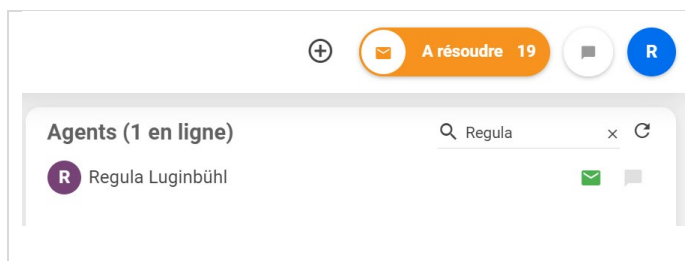 A résoudre 19
R
Agents (1 en ligne)
Regula
R Regula Luginbühl